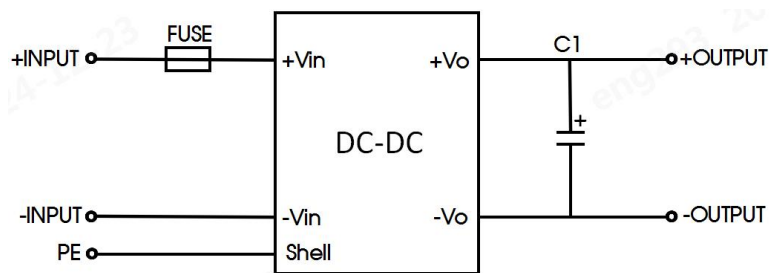 FUSE
C1
+INPUT
+Vin
+Vo
+OUTPUT
+
DC-DC
-INPUT
-Vin
-Vo
-OUTPUT
PE
Shell